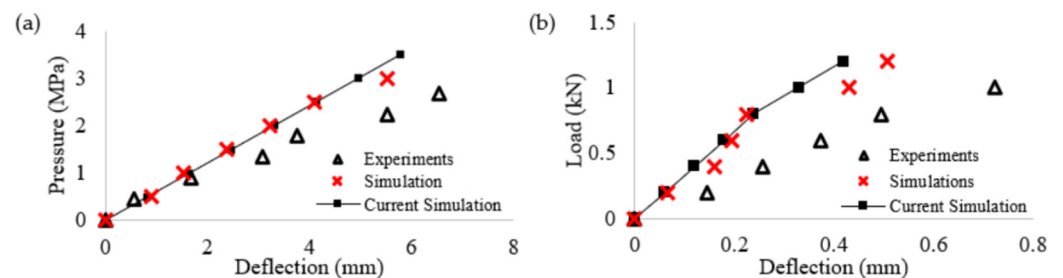 (a)
4
3
2
1
0
Pressure (MPa)
Experiments
Simulation
Current Simulation
0 2 4 6 8
Deflection (mm)
(b)
1.5
1
0.5
0
Load (kN)
Experiments
Simulations
Current Simulation
0 0.2 0.4 0.6 0.8
Deflection (mm)